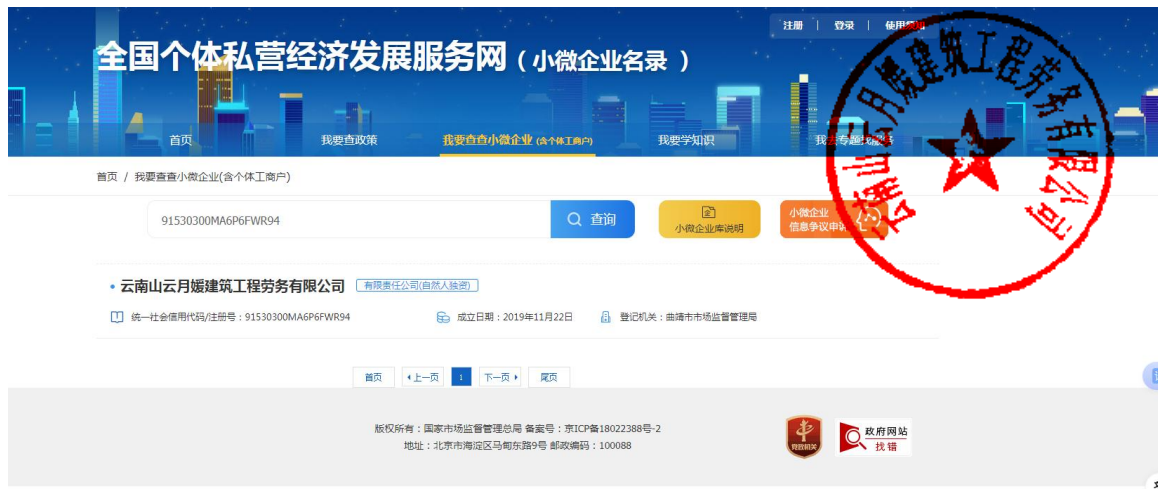 注册 | 登录 | 使用
全国个体私营经济发展服务网（小微企业名录 ）
云南山云月媛建筑工程劳务有限公司
首页 我要查政策 我要查查小微企业 (含个体工商户) 我要学知识
首页 / 我要查查小微企业(含个体工商户)
91530300MA6P6FWR94 查询 小微企业库说明
小微企业
信息争议申
• 云南山云月媛建筑工程劳务有限公司 有限责任公司(自然人独资)
统一社会信用代码/注册号：91530300MA6P6FWR94 成立日期：2019年11月22日 登记机关：曲靖市市场监督管理局
首页 上一页 1 下一页 尾页
版权所有：国家市场监督管理总局 备案号：京ICP备18022388号-2
地址：北京市海淀区马甸东路9号 邮政编码：100088
党政机关
政府网站
找错